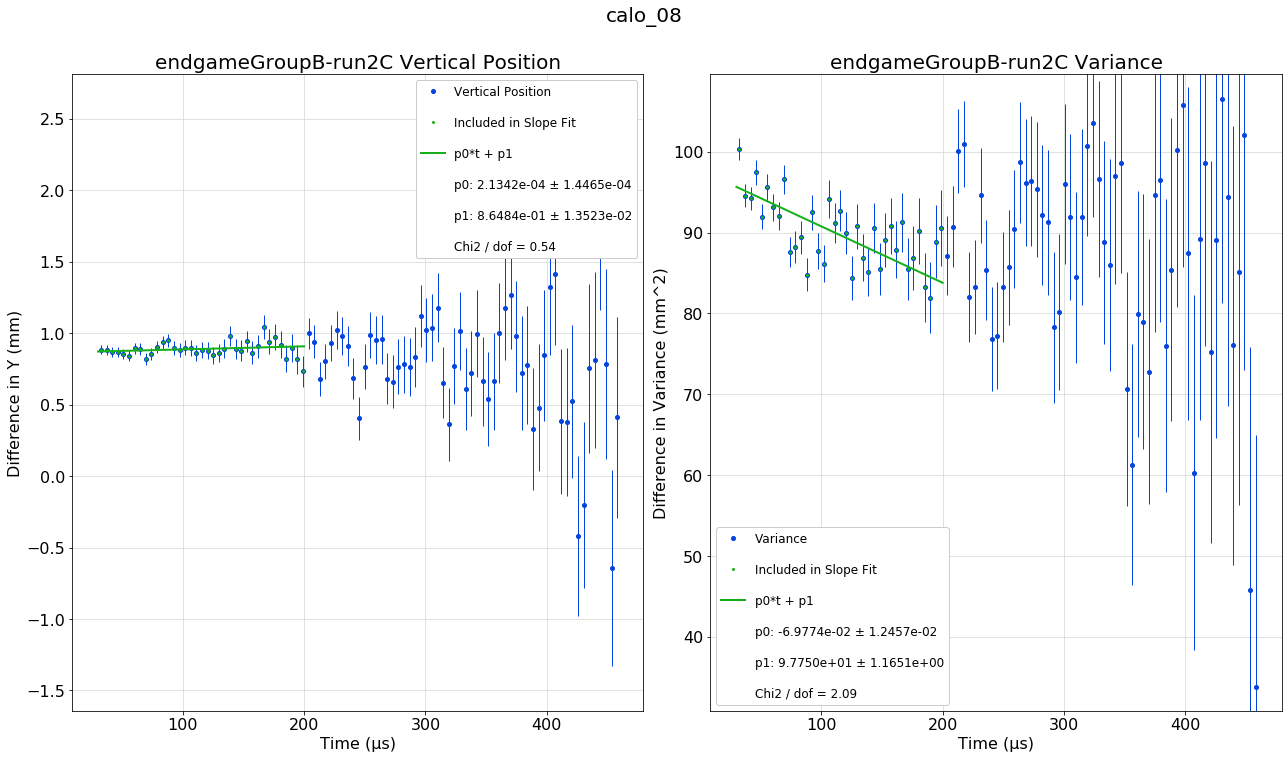 calo_08
endgameGroupB-run2C Vertical Position
Difference in Y (mm)
2.5
2.0
1.5
1.0
0.5
0.0
−0.5
−1.0
−1.5
Vertical Position
Included in Slope Fit
p0*t + p1
p0: 2.1342e-04 ± 1.4465e-04
p1: 8.6484e-01 ± 1.3523e-02
Chi2 / dof = 0.54
100 200 300 400
Time (μs)
endgameGroupB-run2C Variance
Difference in Variance (mm^2)
100
90
80
70
60
50
40
Variance
Included in Slope Fit
p0*t + p1
p0: -6.9774e-02 ± 1.2457e-02
p1: 9.7750e+01 ± 1.1651e+00
Chi2 / dof = 2.09
100 200 300 400
Time (μs)